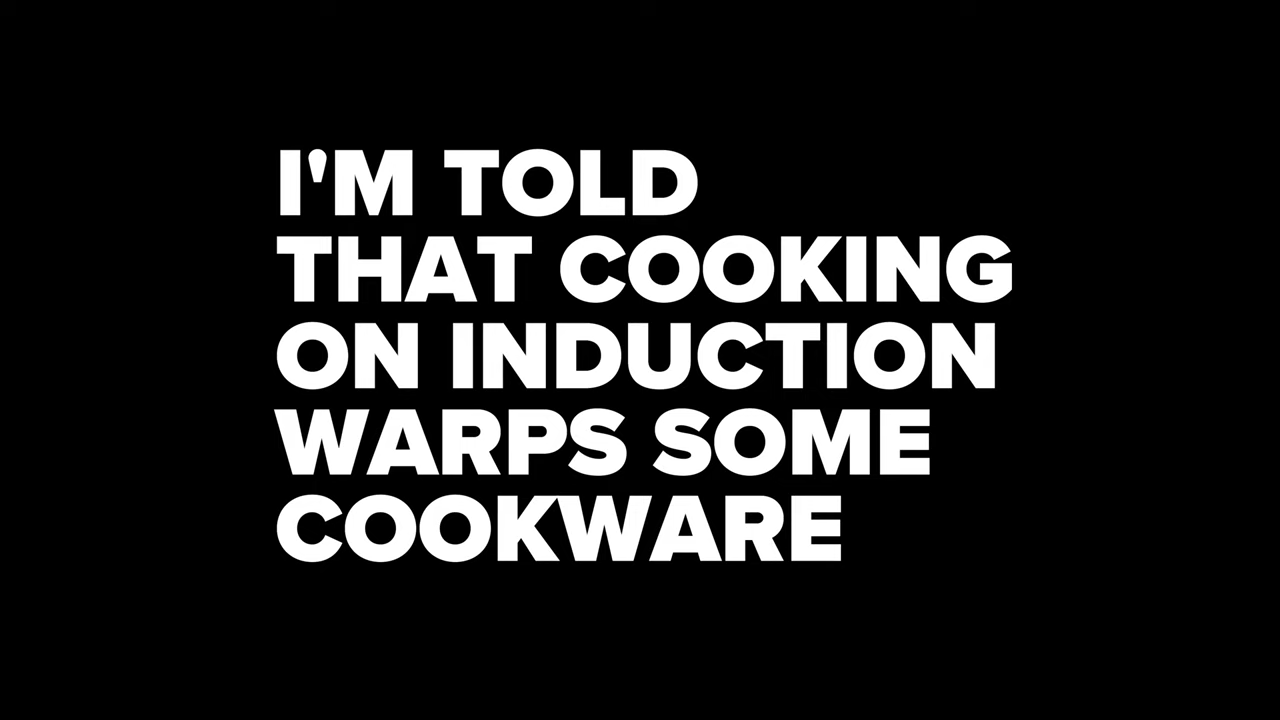 I'M TOLD
THAT COOKING
ON INDUCTION
WARPS SOME
COOKWARE